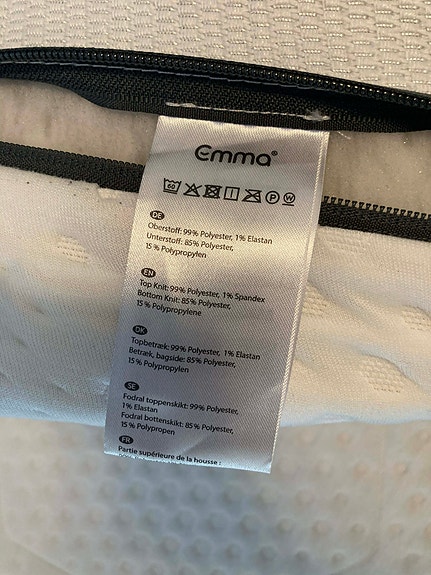 emma®
60
P
W
DE
Oberstoff: 99% Polyester, 1% Elastan
Unterstoff: 85% Polyester,
15% Polypropylen
EN
Top Knit: 99% Polyester, 1% Spandex
Bottom Knit: 85% Polyester,
15% Polypropylene
DK
Topbetræk: 99% Polyester, 1% Elastan
Betræk, bagside: 85% Polyester,
15% Polypropylen
SE
Fodral toppenskikt: 99% Polyester,
1% Elastan
Fodral bottenskikt: 85% Polyester,
15% Polypropen
FR
Partie supérieure de la housse :